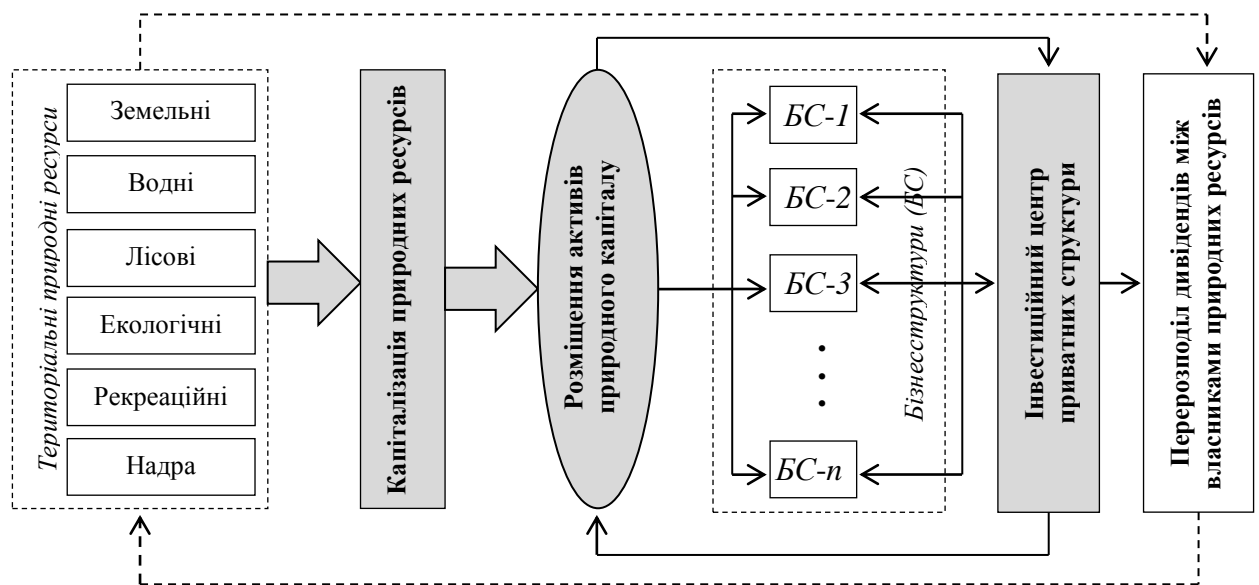 Територіальні природні ресурси
Земельні
Водні
Лісові
Екологічні
Рекреаційні
Надра
Капіталізація природних ресурсів
Розміщення активів
природного капіталу
БС-1
БС-2
БС-3
. . .
БС-n
Бізнесструктури (БС)
Інвестиційний центр
приватних структури
Перерозподіл дивідендів між
власниками природних ресурсів